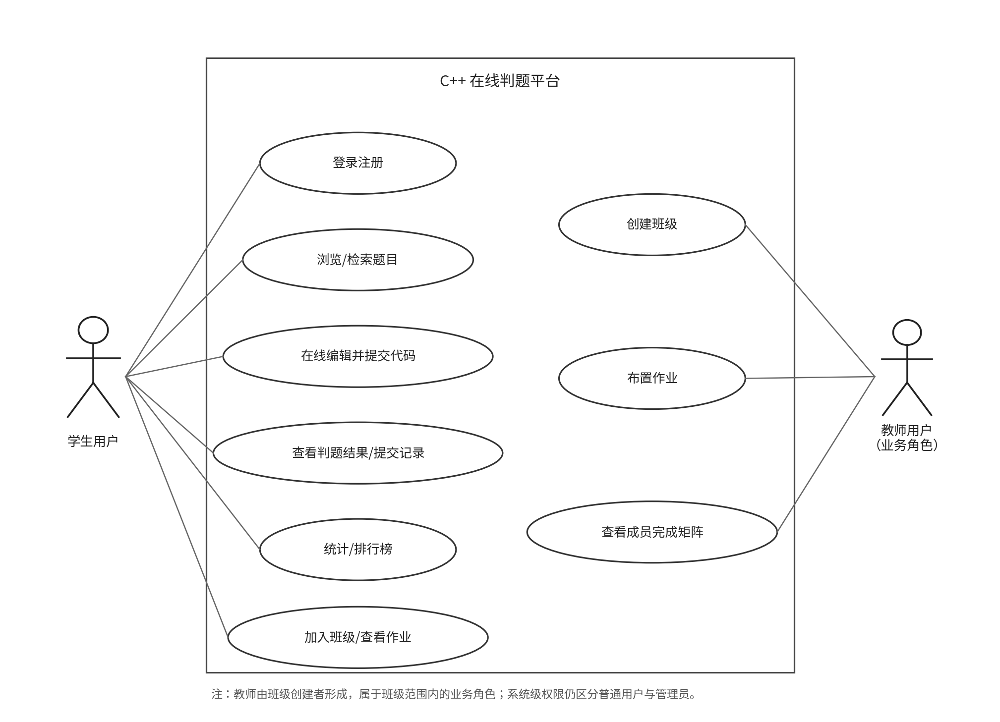 C++ 在线判题平台
登录注册
创建班级
浏览/检索题目
在线编辑并提交代码
布置作业
学生用户
教师用户
（业务角色）
查看判题结果/提交记录
查看成员完成矩阵
统计/排行榜
加入班级/查看作业
注：教师由班级创建者形成，属于班级范围内的业务角色；系统级权限仍区分普通用户与管理员。